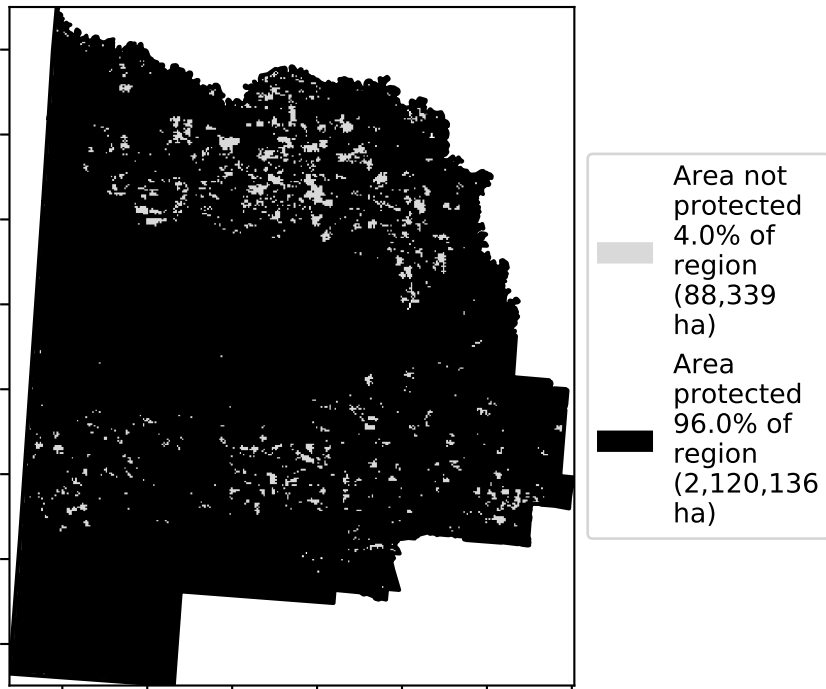 Area not
protected
4.0% of
region
(88,339
ha)
Area
protected
96.0% of
region
(2,120,136
ha)